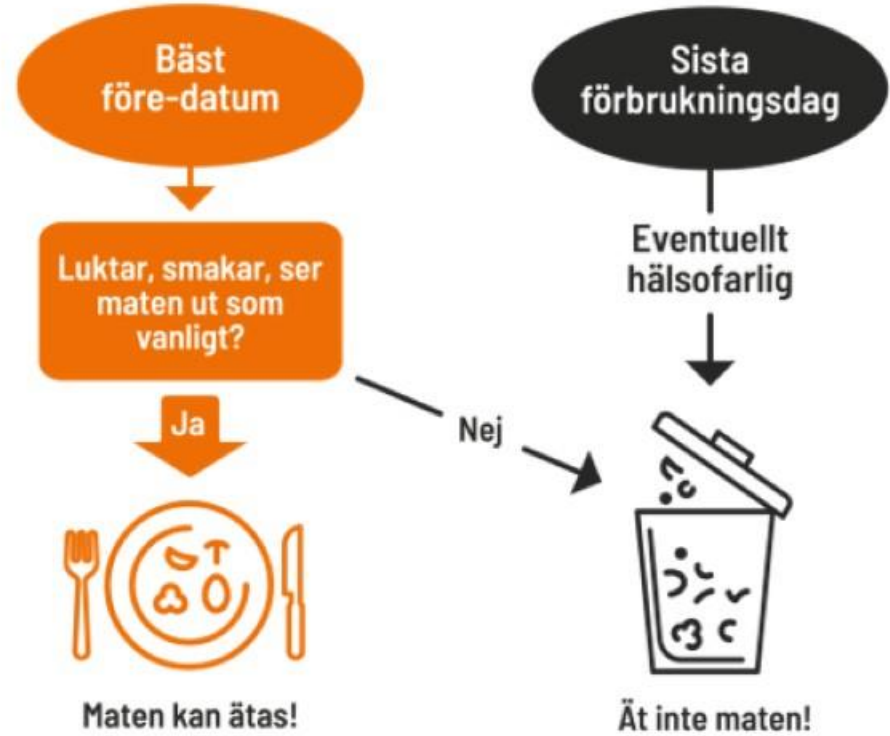 Bäst
före-datum
Luktar, smakar, ser
maten ut som
vanligt?
Ja
Maten kan ätas!
Sista
förbrukningsdag
Eventuellt
hälsofarlig
Nej
Ät inte maten!